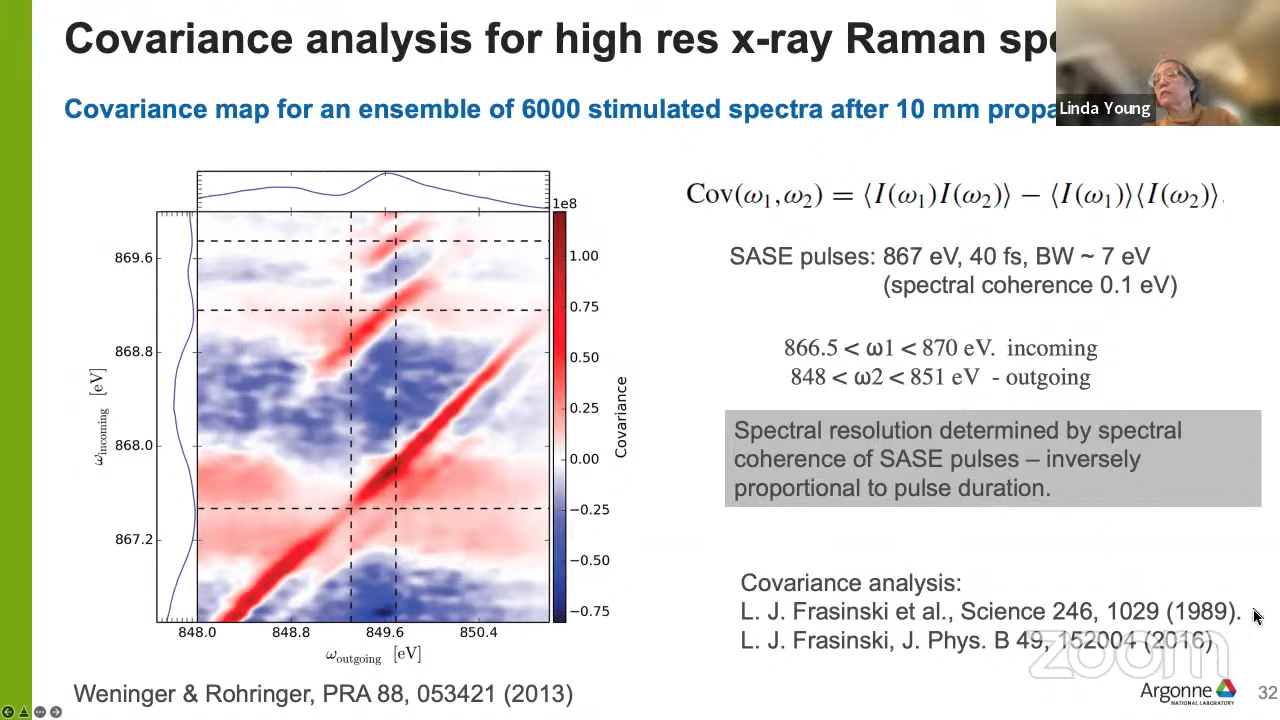 Covariance analysis for high res x-ray Raman
Linda Young
Covariance map for an ensemble of 6000 stimulated spectra after 10 mm
1e8
869.6
868.8
868.0
867.2
ω_incoming [eV]
848.0 848.8 849.6 850.4
ω_outgoing [eV]
1.00
0.75
0.50
0.25
0.00
−0.25
−0.50
−0.75
Covariance
Cov(ω₁,ω₂) = ⟨I(ω₁)I(ω₂)⟩ − ⟨I(ω₁)⟩⟨I(ω₂)⟩.
SASE pulses: 867 eV, 40 fs, BW ~ 7 eV
(spectral coherence 0.1 eV)
866.5 < ω1 < 870 eV. incoming
848 < ω2 < 851 eV - outgoing
Spectral resolution determined by spectral
coherence of SASE pulses – inversely
proportional to pulse duration.
Covariance analysis:
L. J. Frasinski et al., Science 246, 1029 (1989).
L. J. Frasinski, J. Phys. B 49, 152004 (2016)
zoom
Weninger & Rohringer, PRA 88, 053421 (2013)
Argonne
NATIONAL LABORATORY
32